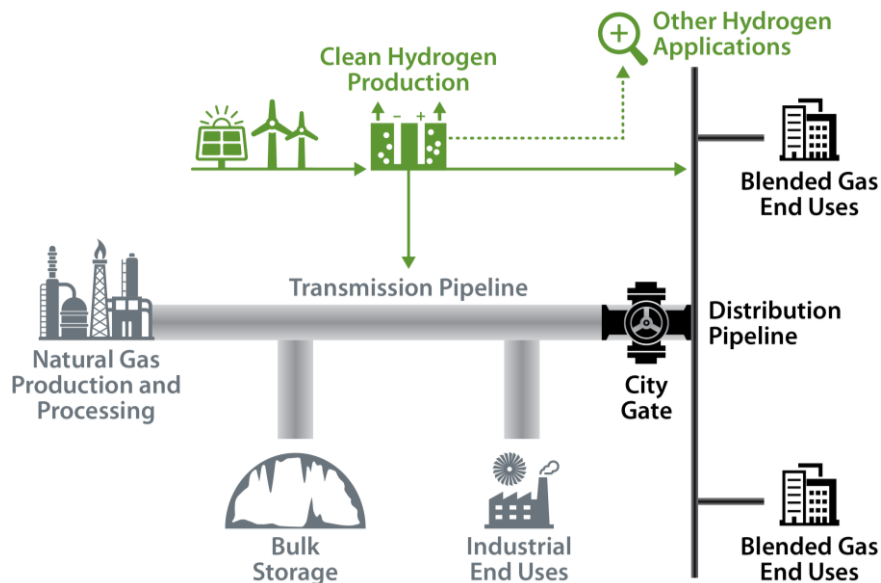 Other Hydrogen
Applications
Clean Hydrogen
Production
- +
Blended Gas
End Uses
Transmission Pipeline
Natural Gas
Production and
Processing
Distribution
Pipeline
City
Gate
Bulk
Storage
Industrial
End Uses
Blended Gas
End Uses